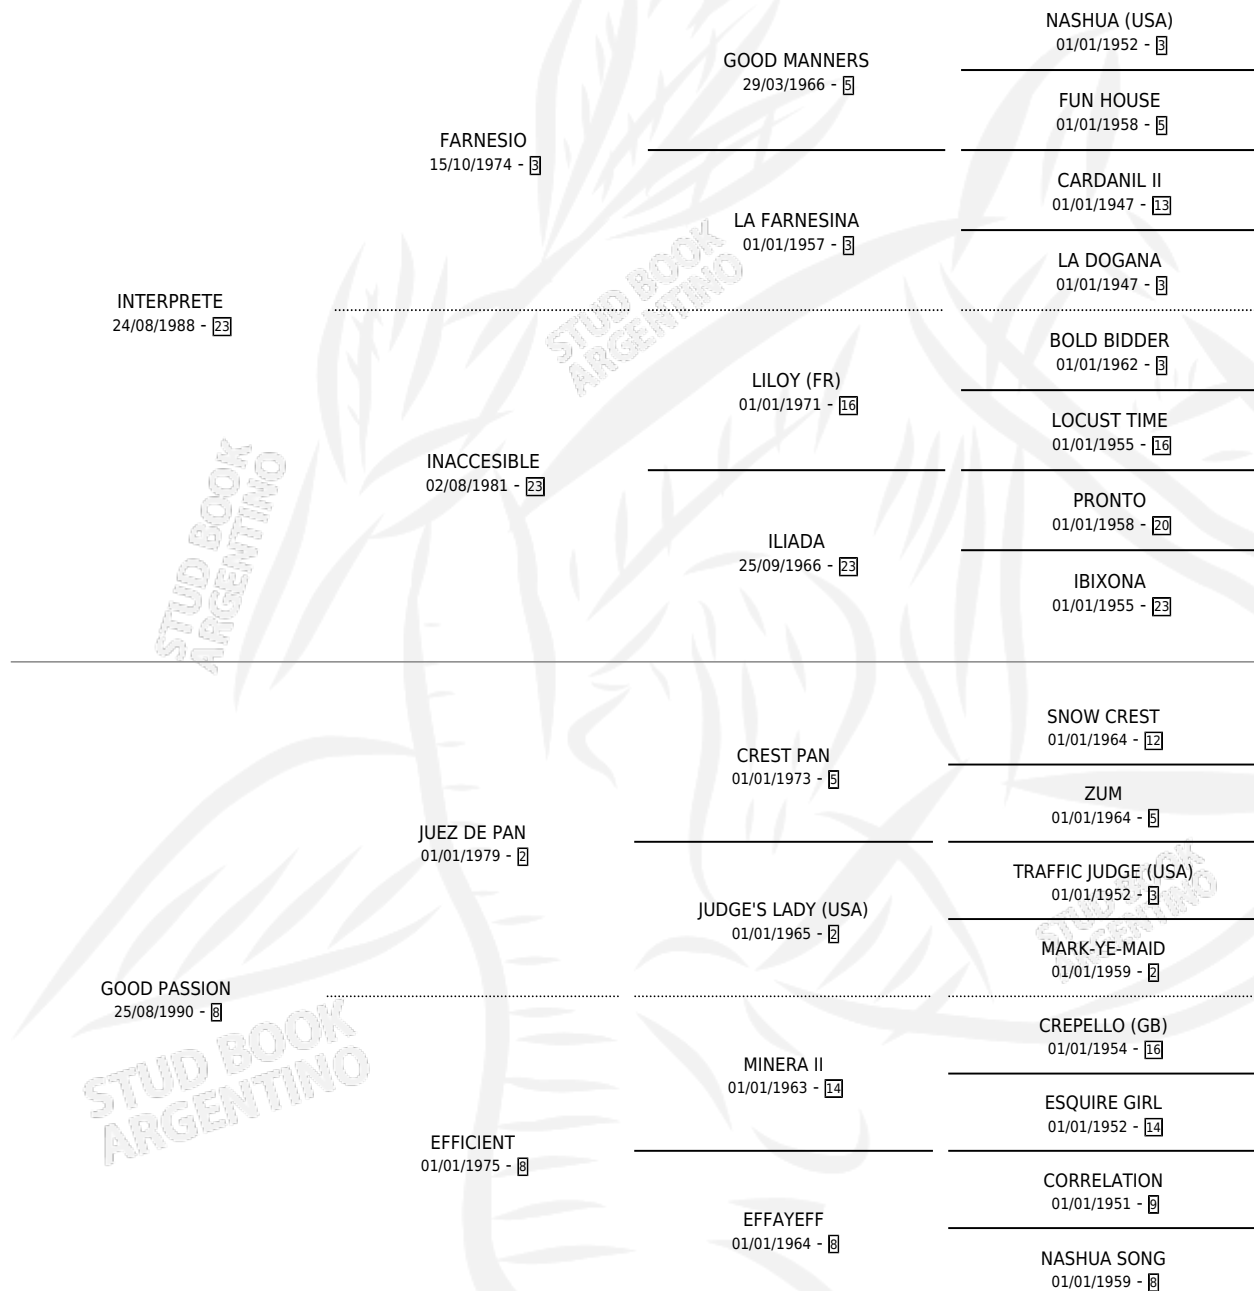 NASHUA (USA)
01/01/1952 - 3
GOOD MANNERS
29/03/1966 - 5
FUN HOUSE
01/01/1958 - 5
FARNESIO
15/10/1974 - 3
CARDANIL II
01/01/1947 - 13
LA FARNESINA
01/01/1957 - 3
LA DOGANA
01/01/1947 - 3
INTERPRETE
24/08/1988 - 23
BOLD BIDDER
01/01/1962 - 3
LILOY (FR)
01/01/1971 - 16
LOCUST TIME
01/01/1955 - 16
INACCESIBLE
02/08/1981 - 23
PRONTO
01/01/1958 - 20
ILIADA
25/09/1966 - 23
IBIXONA
01/01/1955 - 23
SNOW CREST
01/01/1964 - 12
CREST PAN
01/01/1973 - 5
ZUM
01/01/1964 - 5
JUEZ DE PAN
01/01/1979 - 2
TRAFFIC JUDGE (USA)
01/01/1952 - 3
JUDGE'S LADY (USA)
01/01/1965 - 2
MARK-YE-MAID
01/01/1959 - 2
GOOD PASSION
25/08/1990 - 8
CREPELLO (GB)
01/01/1954 - 16
MINERA II
01/01/1963 - 14
ESQUIRE GIRL
01/01/1952 - 14
EFFICIENT
01/01/1975 - 8
CORRELATION
01/01/1951 - 9
EFFAYEFF
01/01/1964 - 8
NASHUA SONG
01/01/1959 - 8
STUD BOOK
ARGENTINO
STUD BOOK
ARGENTINO
STUD BOOK
ARGENTINO
STUD BOOK
ARGENTINO